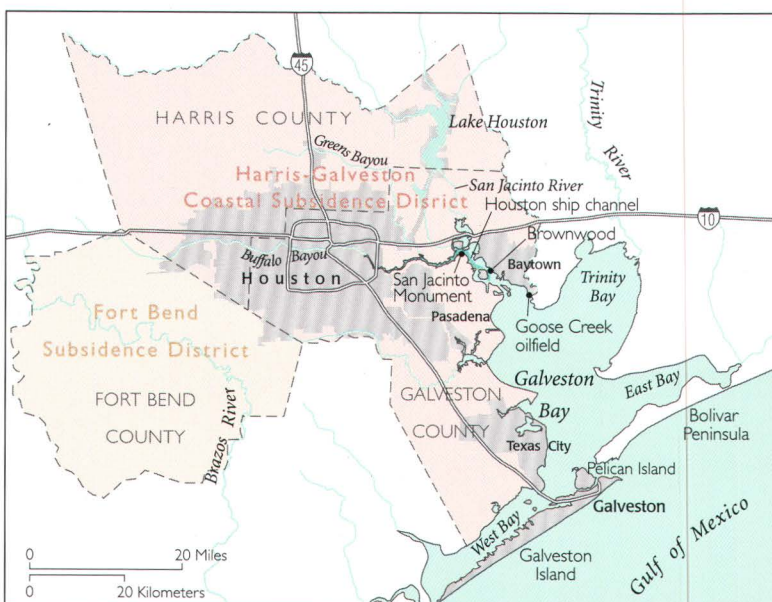 45
HARRIS COUNTY
Lake Houston
Trinity
River
Greens Bayou
Harris-Galveston
Coastal Subsidence District
San Jacinto River
Houston ship channel
10
Brownwood
Buffalo Bayou
Houston
San Jacinto
Monument
Baytown
Trinity
Bay
Fort Bend
Subsidence District
Pasadena
Goose Creek
oilfield
FORT BEND
COUNTY
Brazos River
GALVESTON
COUNTY
Galveston
Bay
East Bay
Bolivar
Peninsula
Texas City
Pelican Island
Galveston
West Bay
Galveston
Island
Gulf of Mexico
0 20 Miles
0 20 Kilometers